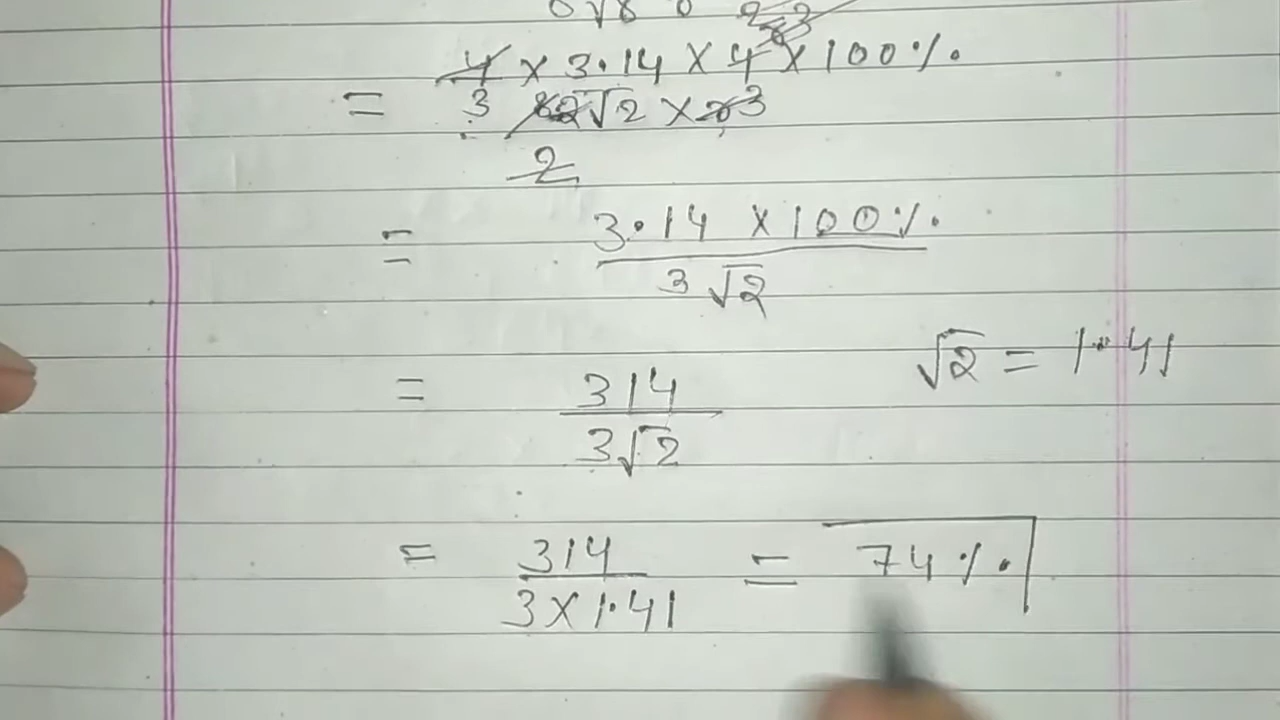 4 × 3.14 × 4 × 100%
= 3 √2 × 3
2
= 3.14 × 100%
3 √2
√2 = 1.41
= 314
3√2
= 314 = 74%
3 × 1.41